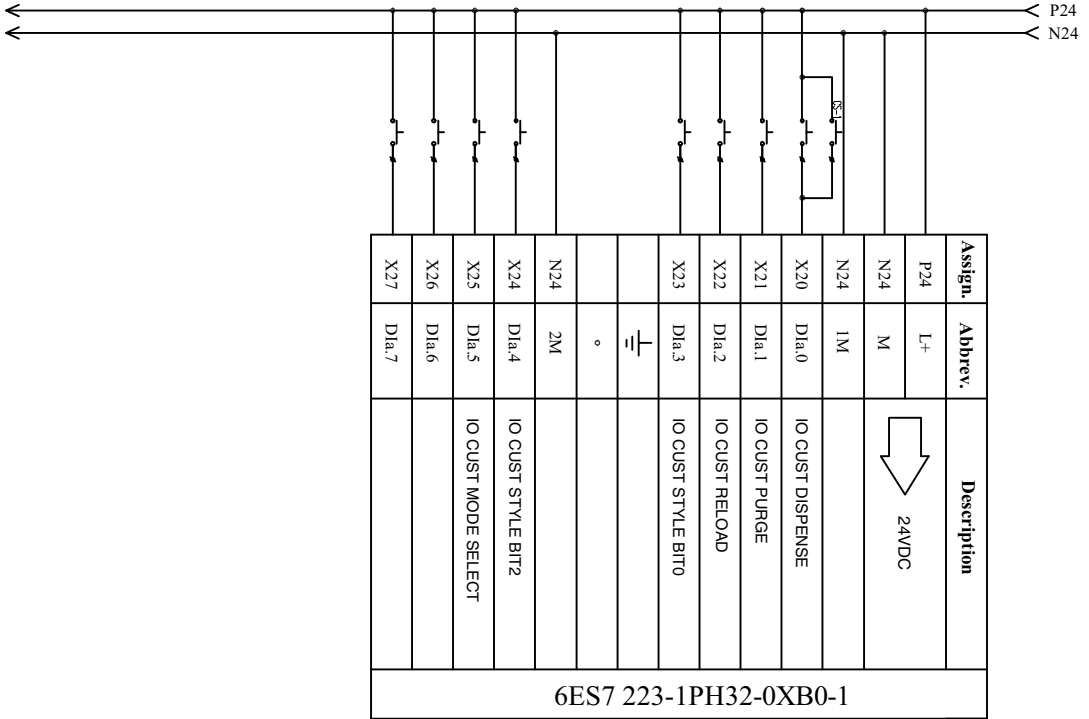 P24
N24
CS-1
Assign. Abbrev. Description
P24 L+
24VDC
N24 M
N24 1M
X20 DIa.0 IO CUST DISPENSE
X21 DIa.1 IO CUST PURGE
X22 DIa.2 IO CUST RELOAD
X23 DIa.3 IO CUST STYLE BIT0
N24 2M
X24 DIa.4 IO CUST STYLE BIT2
X25 DIa.5 IO CUST MODE SELECT
X26 DIa.6
X27 DIa.7
6ES7 223-1PH32-0XB0-1